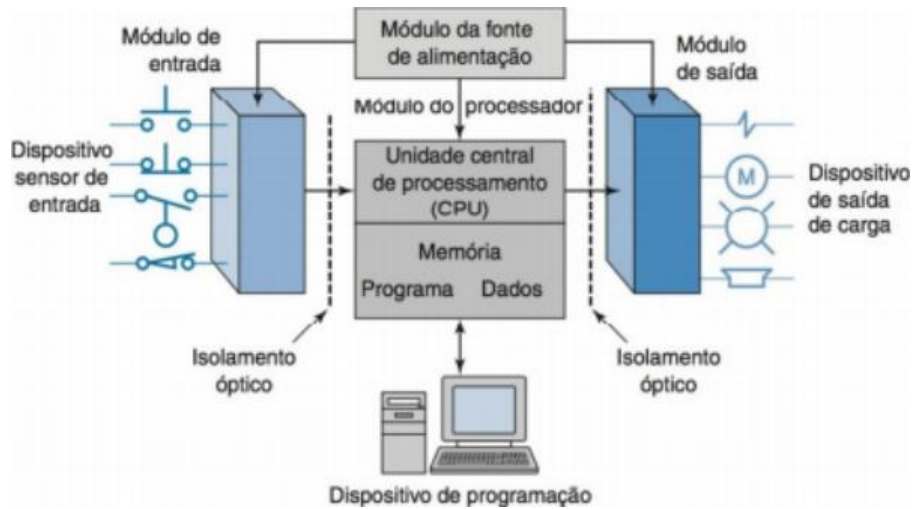 Módulo de
entrada
Módulo da fonte
de alimentação
Módulo
de saída
Módulo do processador
Dispositivo
sensor de
entrada
Unidade central
de processamento
(CPU)
M
Dispositivo
de saída
de carga
Memória
Programa Dados
Isolamento
óptico
Isolamento
óptico
Dispositivo de programação